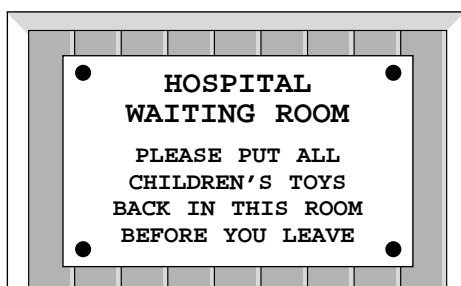 HOSPITAL
WAITING ROOM
PLEASE PUT ALL
CHILDREN'S TOYS
BACK IN THIS ROOM
BEFORE YOU LEAVE